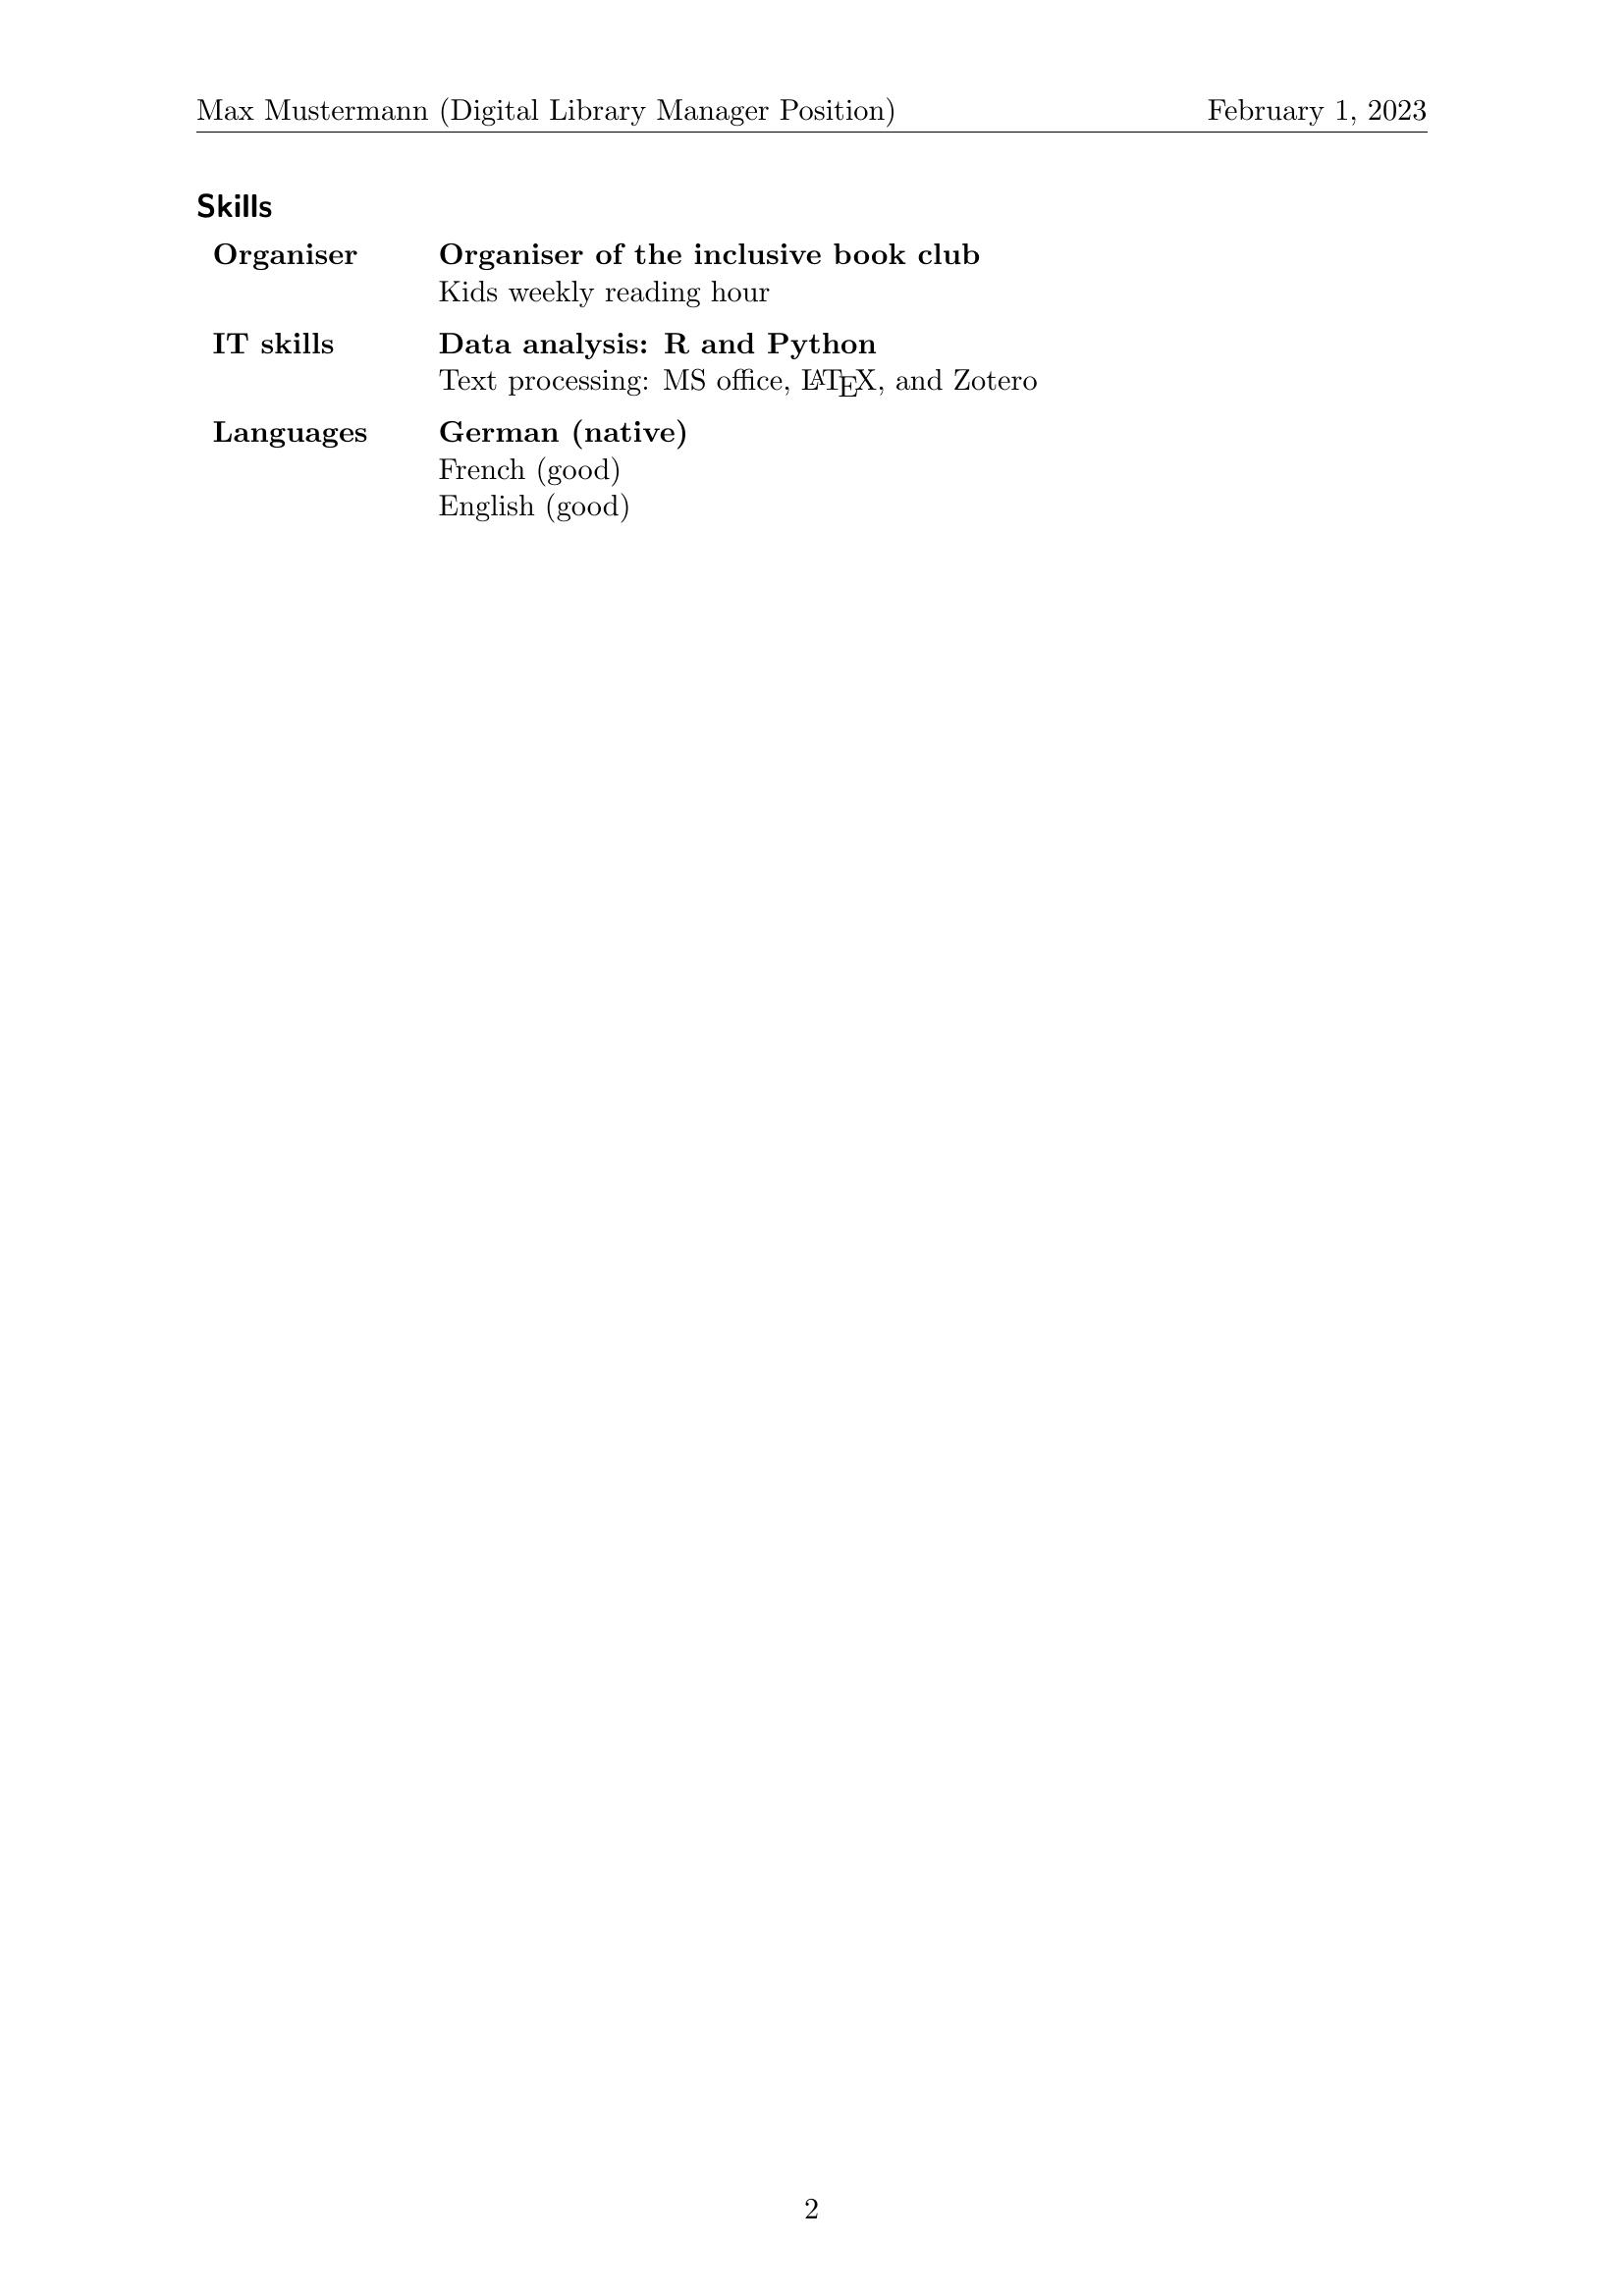 Max Mustermann (Digital Library Manager Position) February 1, 2023
Skills
Organiser Organiser of the inclusive book club
Kids weekly reading hour
IT skills Data analysis: R and Python
Text processing: MS office, LATEX, and Zotero
Languages German (native)
French (good)
English (good)
2